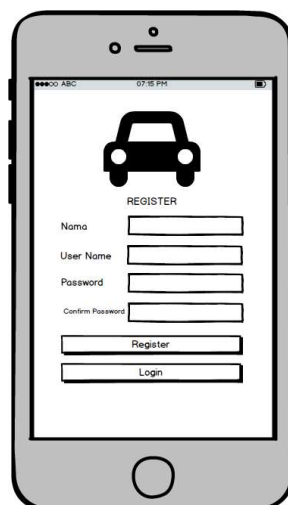 ABC 07:15 PM
REGISTER
Nama
User Name
Password
Confirm Password
Register
Login